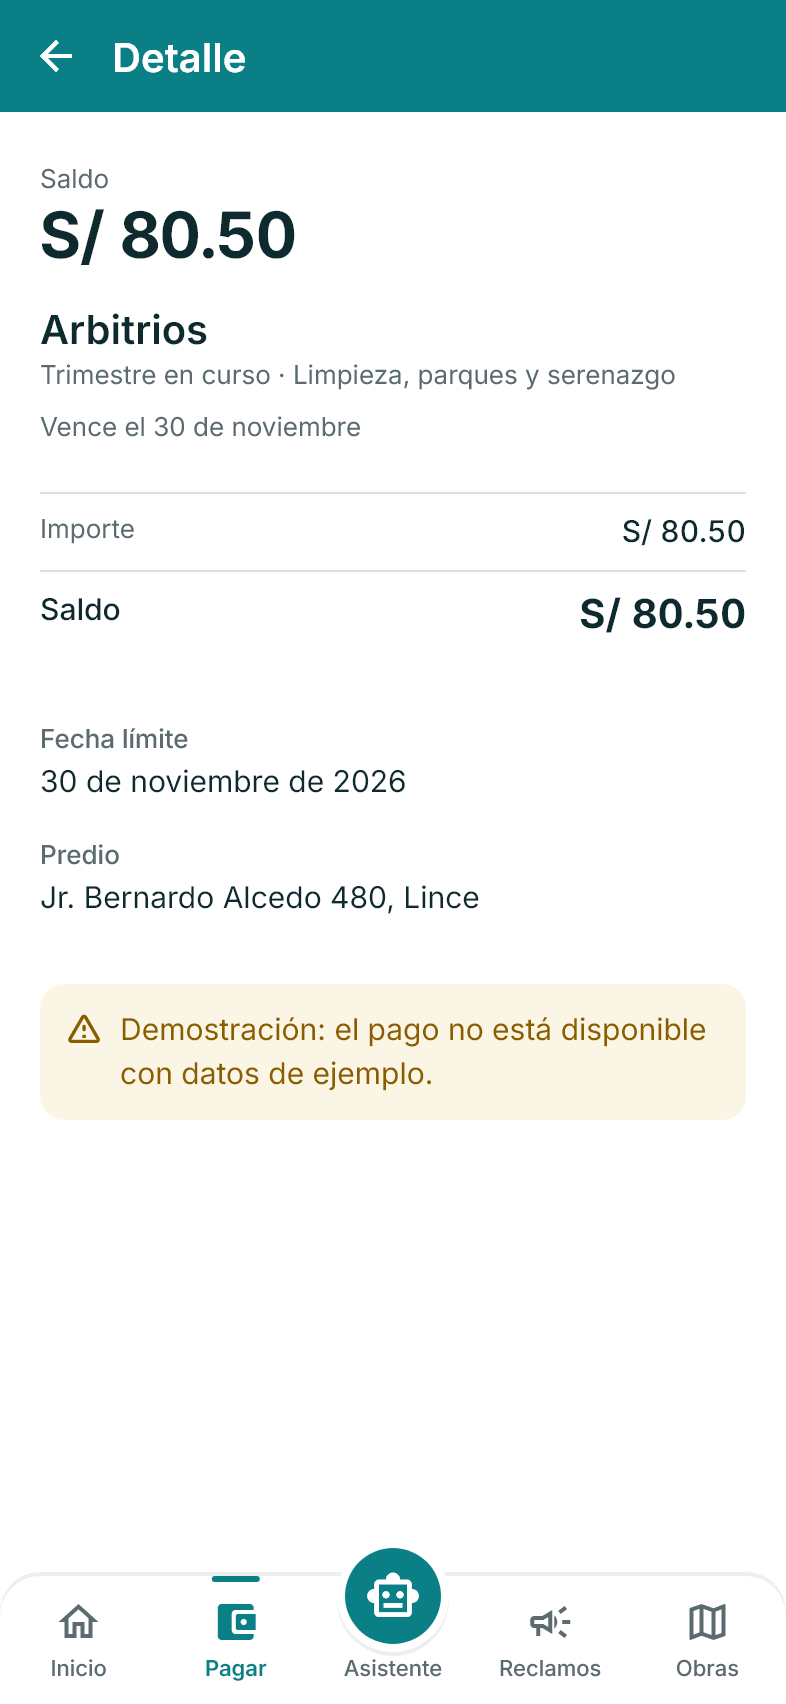 Detalle
Saldo
S/ 80.50
Arbitrios
Trimestre en curso · Limpieza, parques y serenazgo
Vence el 30 de noviembre
Importe S/ 80.50
Saldo S/ 80.50
Fecha límite
30 de noviembre de 2026
Predio
Jr. Bernardo Alcedo 480, Lince
Demostración: el pago no está disponible
con datos de ejemplo.
Inicio Pagar Asistente Reclamos Obras